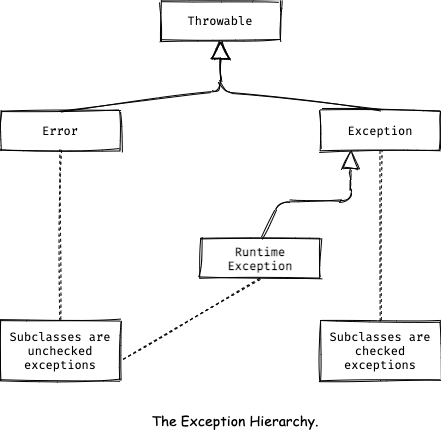 Throwable
Error
Exception
Runtime
Exception
Subclasses are
unchecked
exceptions
Subclasses are
checked
exceptions
The Exception Hierarchy.